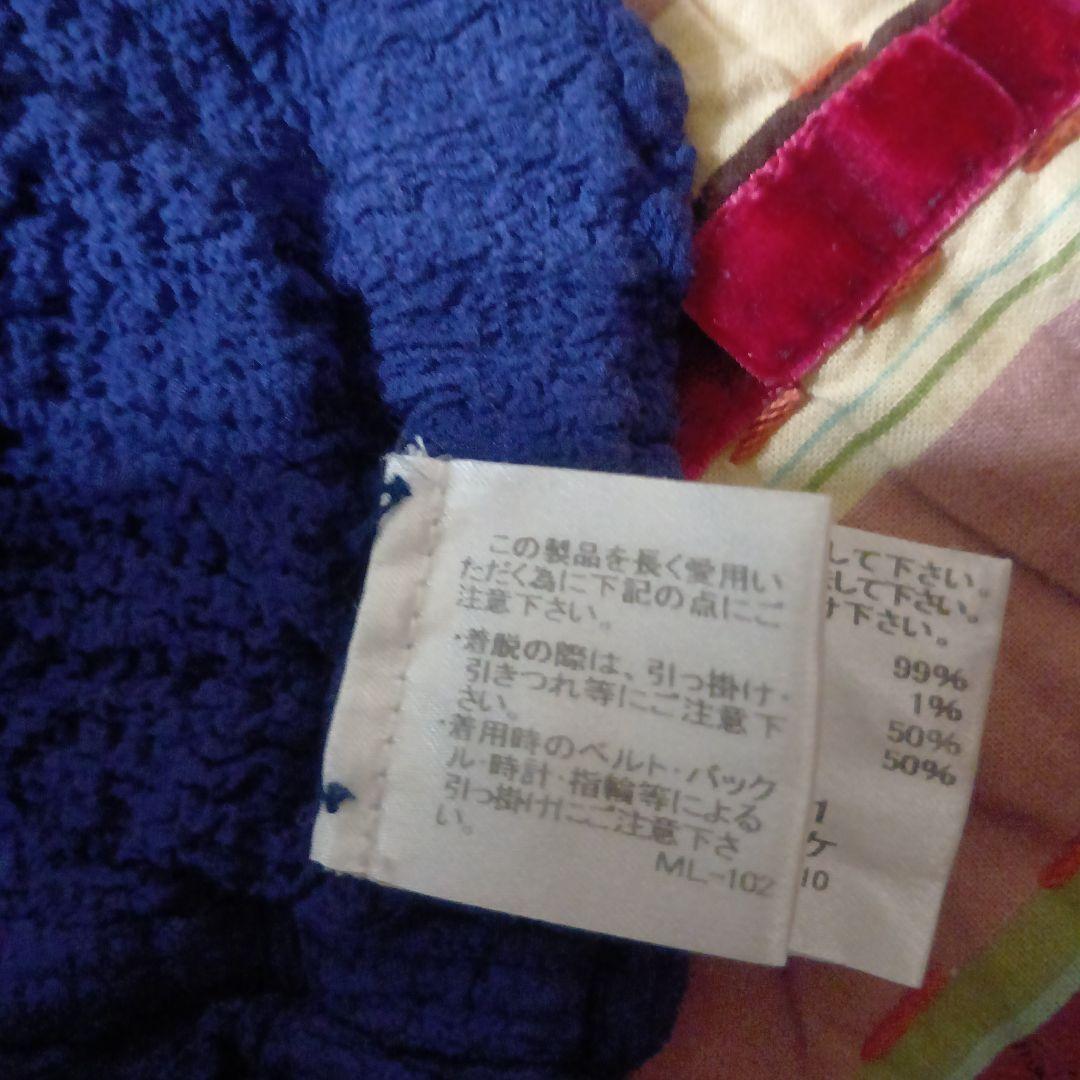 この製品を長く愛用い
ただく為に下記の点にご
注意下さい。
・着脱の際は、引っ掛け・
引きつれ等にご注意下
さい。
・着用時のベルト・バック
ル・時計・指輪等による
引っ掛けにご注意下さ
い。
ML-102
して下さい。
して下さい。
け下さい。
99%
1%
50%
50%
1
ケ
10